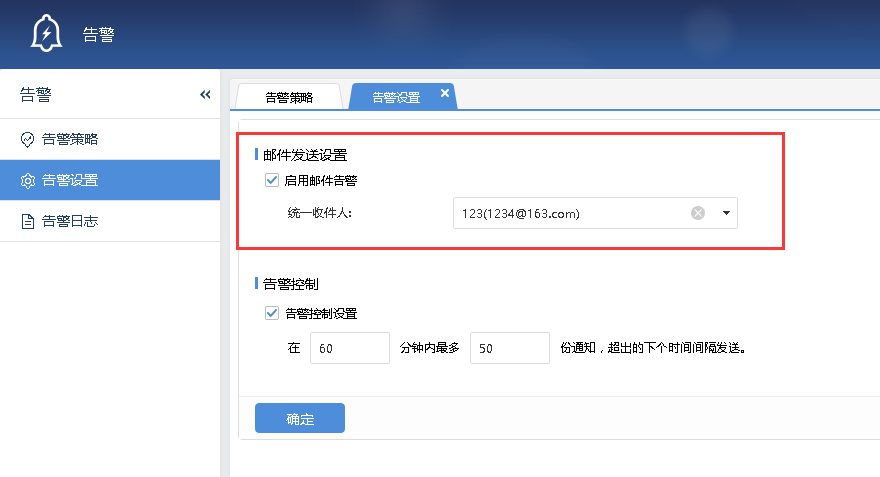 告警
告警
告警策略
告警设置
告警日志
告警策略
告警设置
邮件发送设置
启用邮件告警
统一收件人:
123(1234@163.com)
告警控制
告警控制设置
在 60 分钟内最多 50 份通知，超出的下个时间间隔发送。
确定